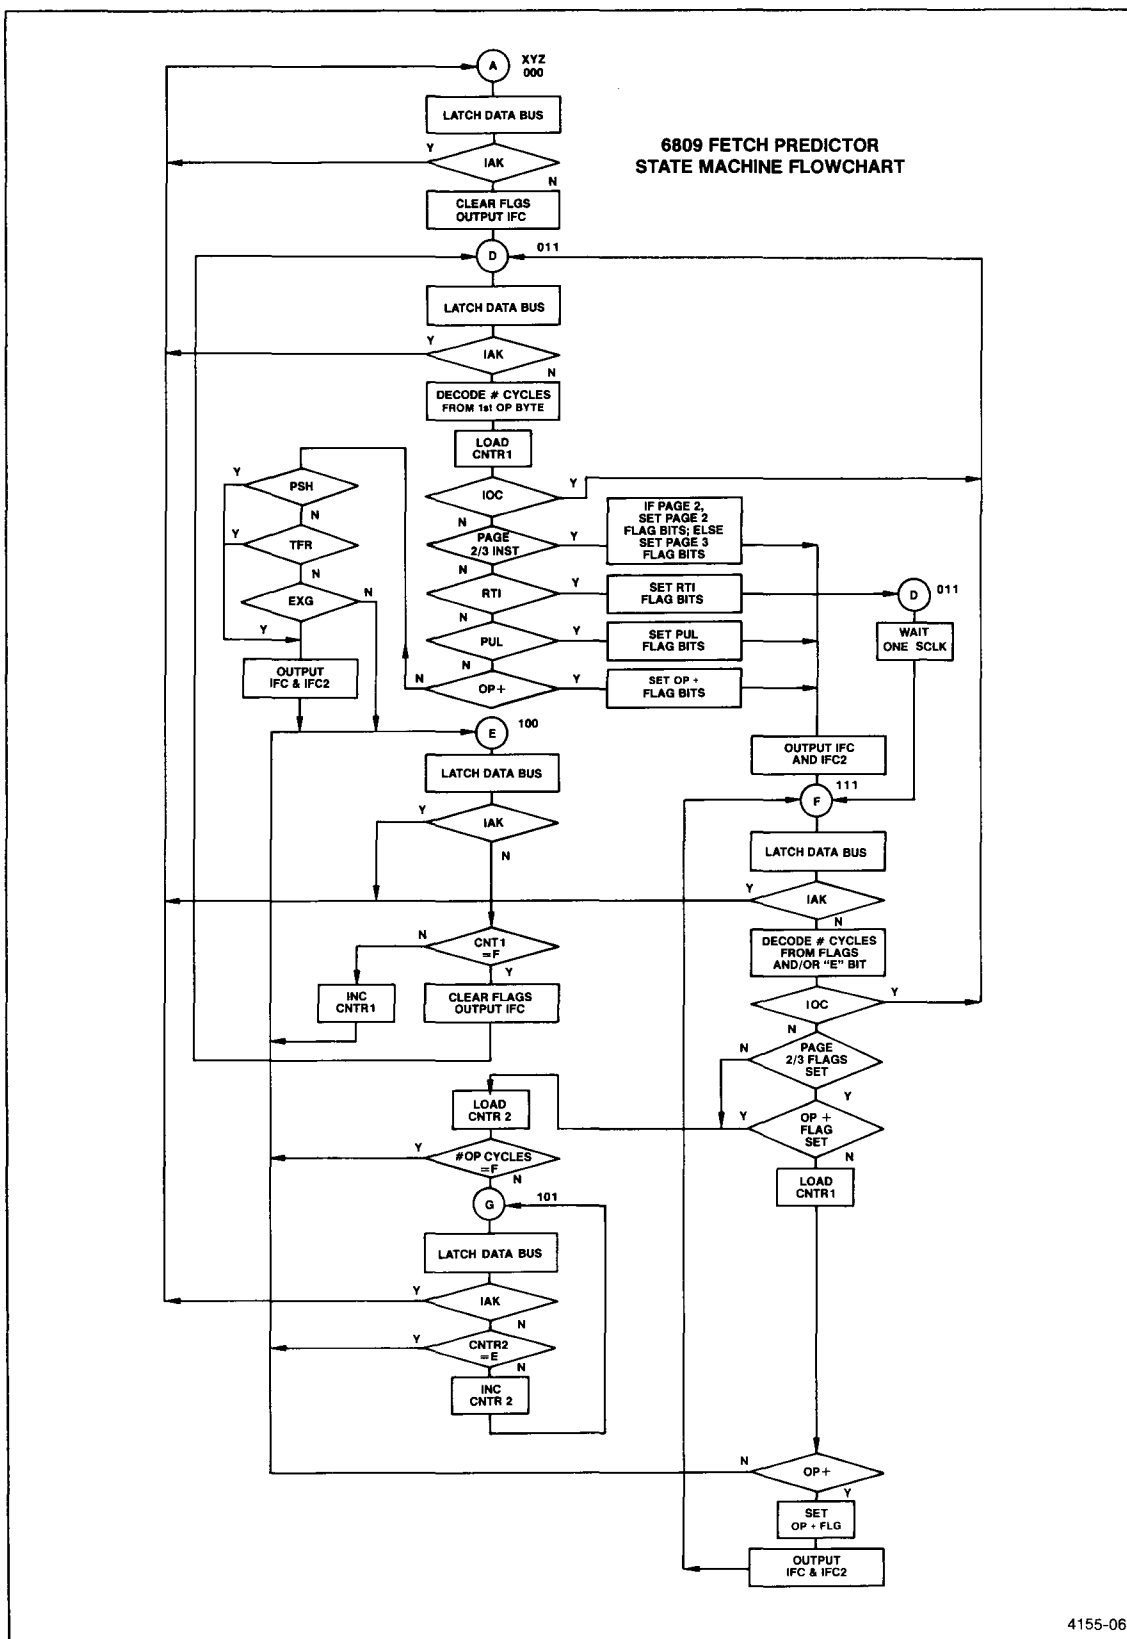 A
XYZ
000
LATCH DATA BUS
6809 FETCH PREDICTOR
STATE MACHINE FLOWCHART
Y
IAK
N
CLEAR FLGS
OUTPUT IFC
D
011
LATCH DATA BUS
Y
IAK
N
DECODE # CYCLES
FROM 1st OP BYTE
LOAD
CNTR1
Y
PSH
N
Y
TFR
N
EXG
N
Y
OUTPUT
IFC & IFC2
IOC
Y
N
PAGE
2/3 INST
Y
IF PAGE 2,
SET PAGE 2
FLAG BITS; ELSE
SET PAGE 3
FLAG BITS
N
RTI
Y
SET RTI
FLAG BITS
D
011
WAIT
ONE SCLK
N
PUL
Y
SET PUL
FLAG BITS
N
N
OP+
Y
SET OP +
FLAG BITS
E
100
LATCH DATA BUS
Y
IAK
N
OUTPUT IFC
AND IFC2
F
111
LATCH DATA BUS
Y
IAK
N
N
CNT1
=F
Y
INC
CNTR1
CLEAR FLAGS
OUTPUT IFC
DECODE # CYCLES
FROM FLAGS
AND/OR "E" BIT
IOC
Y
N
N
PAGE
2/3 FLAGS
SET
Y
Y
OP +
FLAG
SET
N
LOAD
CNTR1
LOAD
CNTR 2
Y
#OP CYCLES
=F
N
G
101
LATCH DATA BUS
Y
IAK
N
Y
CNTR2
=E
N
INC
CNTR 2
N
OP+
Y
SET
OP + FLG
OUTPUT
IFC & IFC2
4155-06